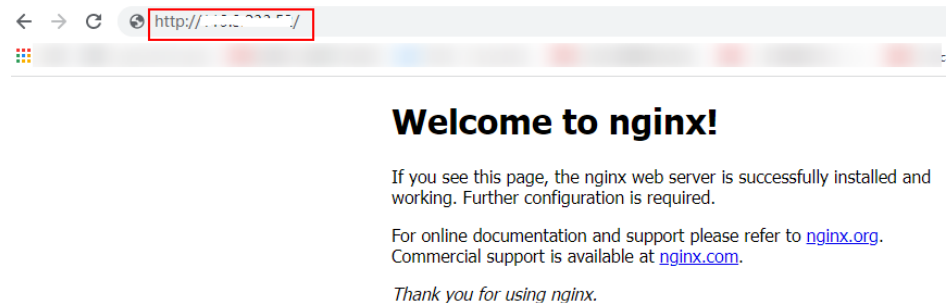 http://
Welcome to nginx!
If you see this page, the nginx web server is successfully installed and
working. Further configuration is required.
For online documentation and support please refer to nginx.org.
Commercial support is available at nginx.com.
Thank you for using nginx.